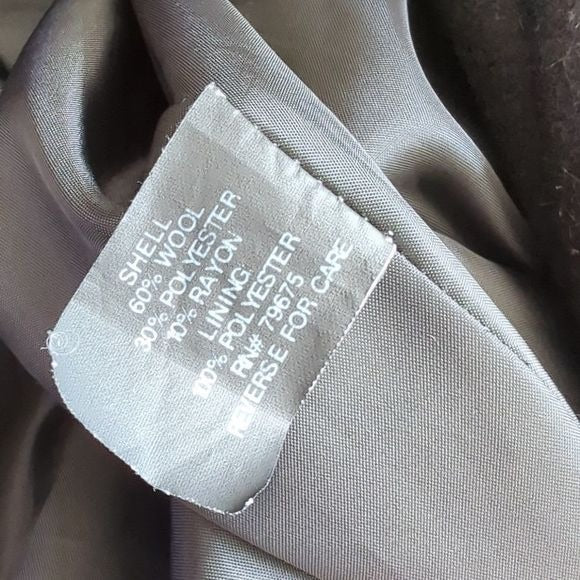 SHELL
60% WOOL
30% POLYESTER
10% RAYON
LINING:
100% POLYESTER
RN# 79675
REVERSE FOR CARE